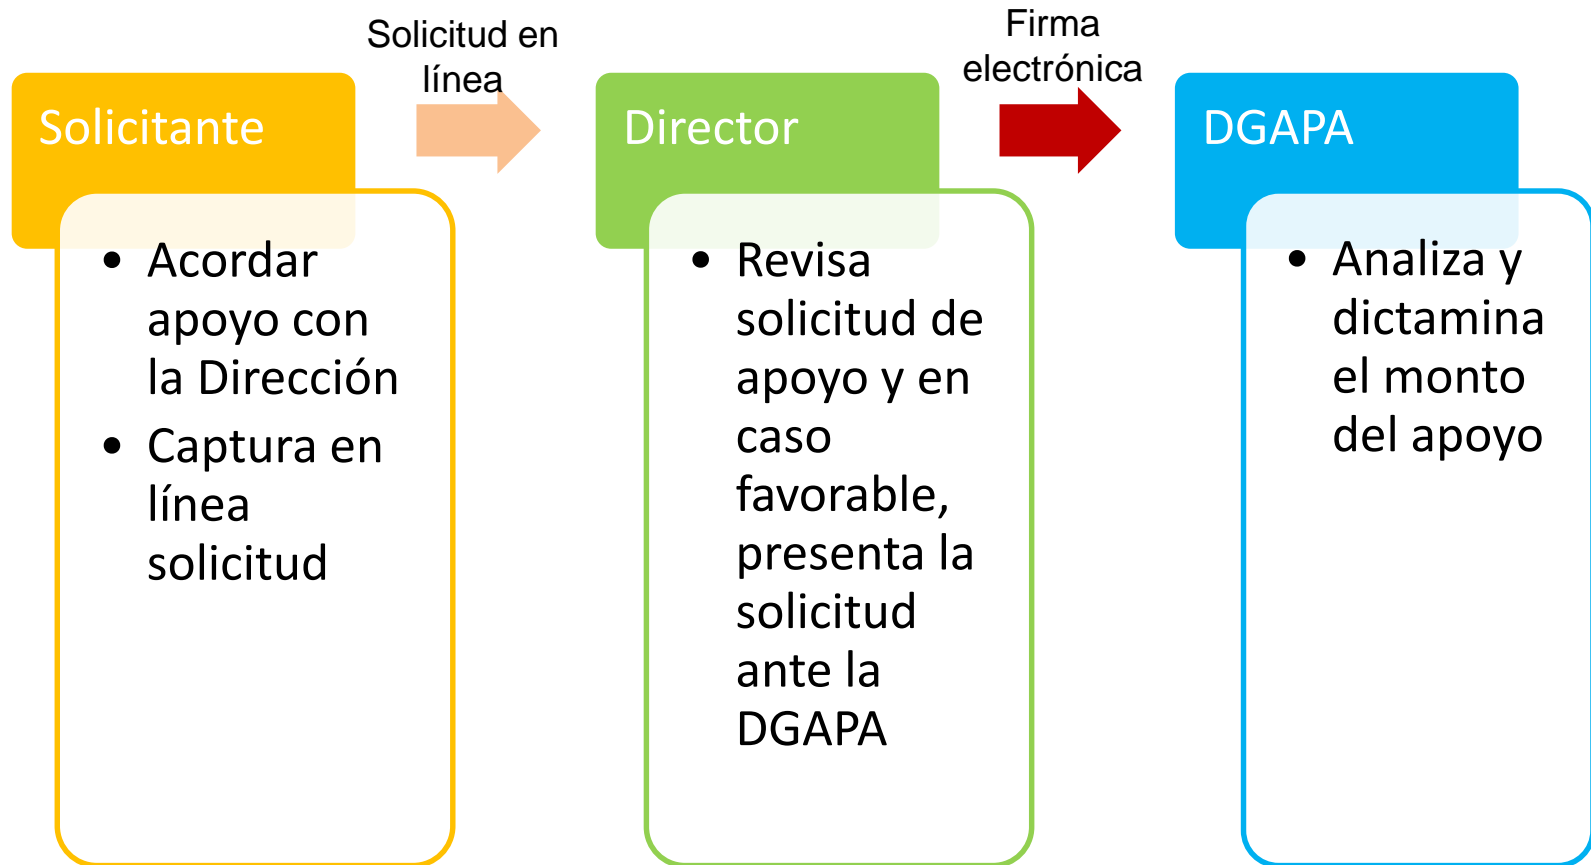 Solicitante
Solicitud en
línea
• Acordar
apoyo con
la Dirección
• Captura en
línea
solicitud
Director
Firma
electrónica
• Revisa
solicitud de
apoyo y en
caso
favorable,
presenta la
solicitud
ante la
DGAPA
DGAPA
• Analiza y
dictamina
el monto
del apoyo